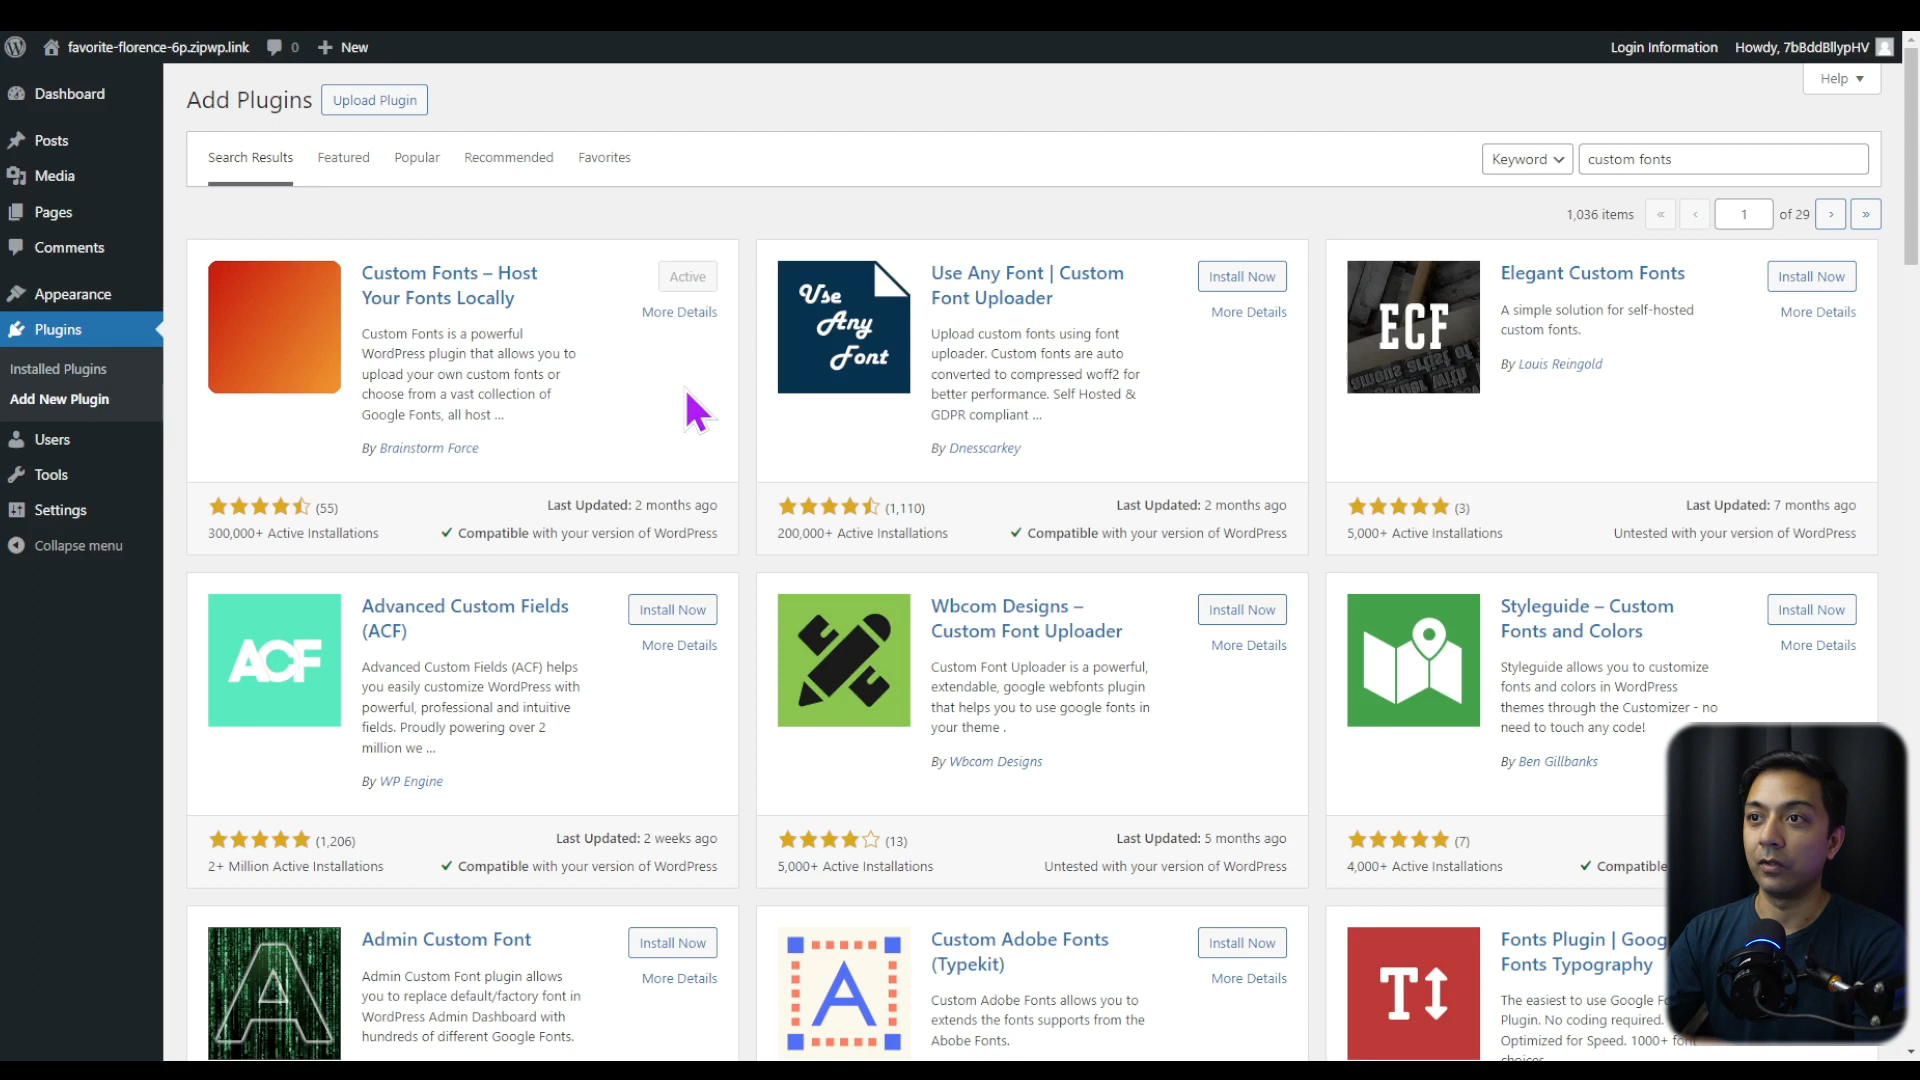 favorite-florence-6p.zipwp.link 0 New Login Information Howdy, 7bBddBllypHV
Help
Dashboard
Posts
Media
Pages
Comments
Appearance
Plugins
Installed Plugins
Add New Plugin
Users
Tools
Settings
Collapse menu
Add Plugins Upload Plugin
Search Results Featured Popular Recommended Favorites Keyword custom fonts
1,036 items « ‹ 1 of 29 › »
Custom Fonts – Host
Your Fonts Locally
Active
More Details
Custom Fonts is a powerful
WordPress plugin that allows you to
upload your own custom fonts or
choose from a vast collection of
Google Fonts, all host ...
By Brainstorm Force
(55)
Last Updated: 2 months ago
300,000+ Active Installations
Compatible with your version of WordPress
Use
Any
Font
Use Any Font | Custom
Font Uploader
Install Now
More Details
Upload custom fonts using font
uploader. Custom fonts are auto
converted to compressed woff2 for
better performance. Self Hosted &
GDPR compliant ...
By Dnesscarkey
(1,110)
Last Updated: 2 months ago
200,000+ Active Installations
Compatible with your version of WordPress
ECF
Elegant Custom Fonts
Install Now
More Details
A simple solution for self-hosted
custom fonts.
By Louis Reingold
(3)
Last Updated: 7 months ago
5,000+ Active Installations
Untested with your version of WordPress
ACF
Advanced Custom Fields
(ACF)
Install Now
More Details
Advanced Custom Fields (ACF) helps
you easily customize WordPress with
powerful, professional and intuitive
fields. Proudly powering over 2
million we ...
By WP Engine
(1,206)
Last Updated: 2 weeks ago
2+ Million Active Installations
Compatible with your version of WordPress
Wbcom Designs –
Custom Font Uploader
Install Now
More Details
Custom Font Uploader is a powerful,
extendable, google webfonts plugin
that helps you to use google fonts in
your theme .
By Wbcom Designs
(13)
Last Updated: 5 months ago
5,000+ Active Installations
Untested with your version of WordPress
Styleguide – Custom
Fonts and Colors
Install Now
More Details
Styleguide allows you to customize
fonts and colors in WordPress
themes through the Customizer - no
need to touch any code!
By Ben Gillbanks
(7)
4,000+ Active Installations
Compatible
A
Admin Custom Font
Install Now
More Details
Admin Custom Font plugin allows
you to replace default/factory font in
WordPress Admin Dashboard with
hundreds of different Google Fonts.
A
Custom Adobe Fonts
(Typekit)
Install Now
More Details
Custom Adobe Fonts allows you to
extends the fonts supports from the
Abobe Fonts.
T
Fonts Plugin | Goog
Fonts Typography
The easiest to use Google Fo
Plugin. No coding required.
Optimized for Speed. 1000+ font
choices